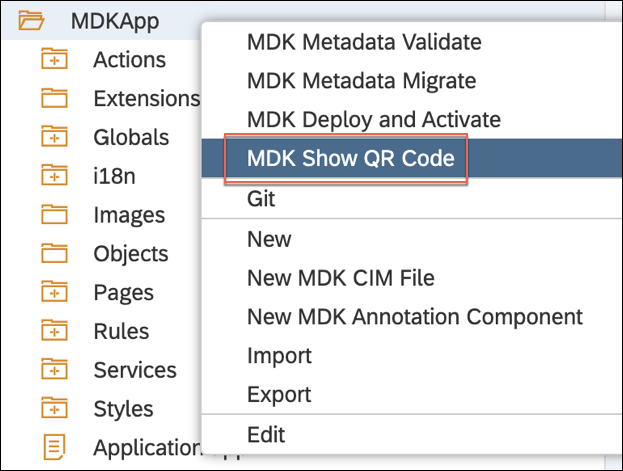 MDKApp
Actions
Extensions
Globals
i18n
Images
Objects
Pages
Rules
Services
Styles
Application
MDK Metadata Validate
MDK Metadata Migrate
MDK Deploy and Activate
MDK Show QR Code
Git
New
New MDK CIM File
New MDK Annotation Component
Import
Export
Edit